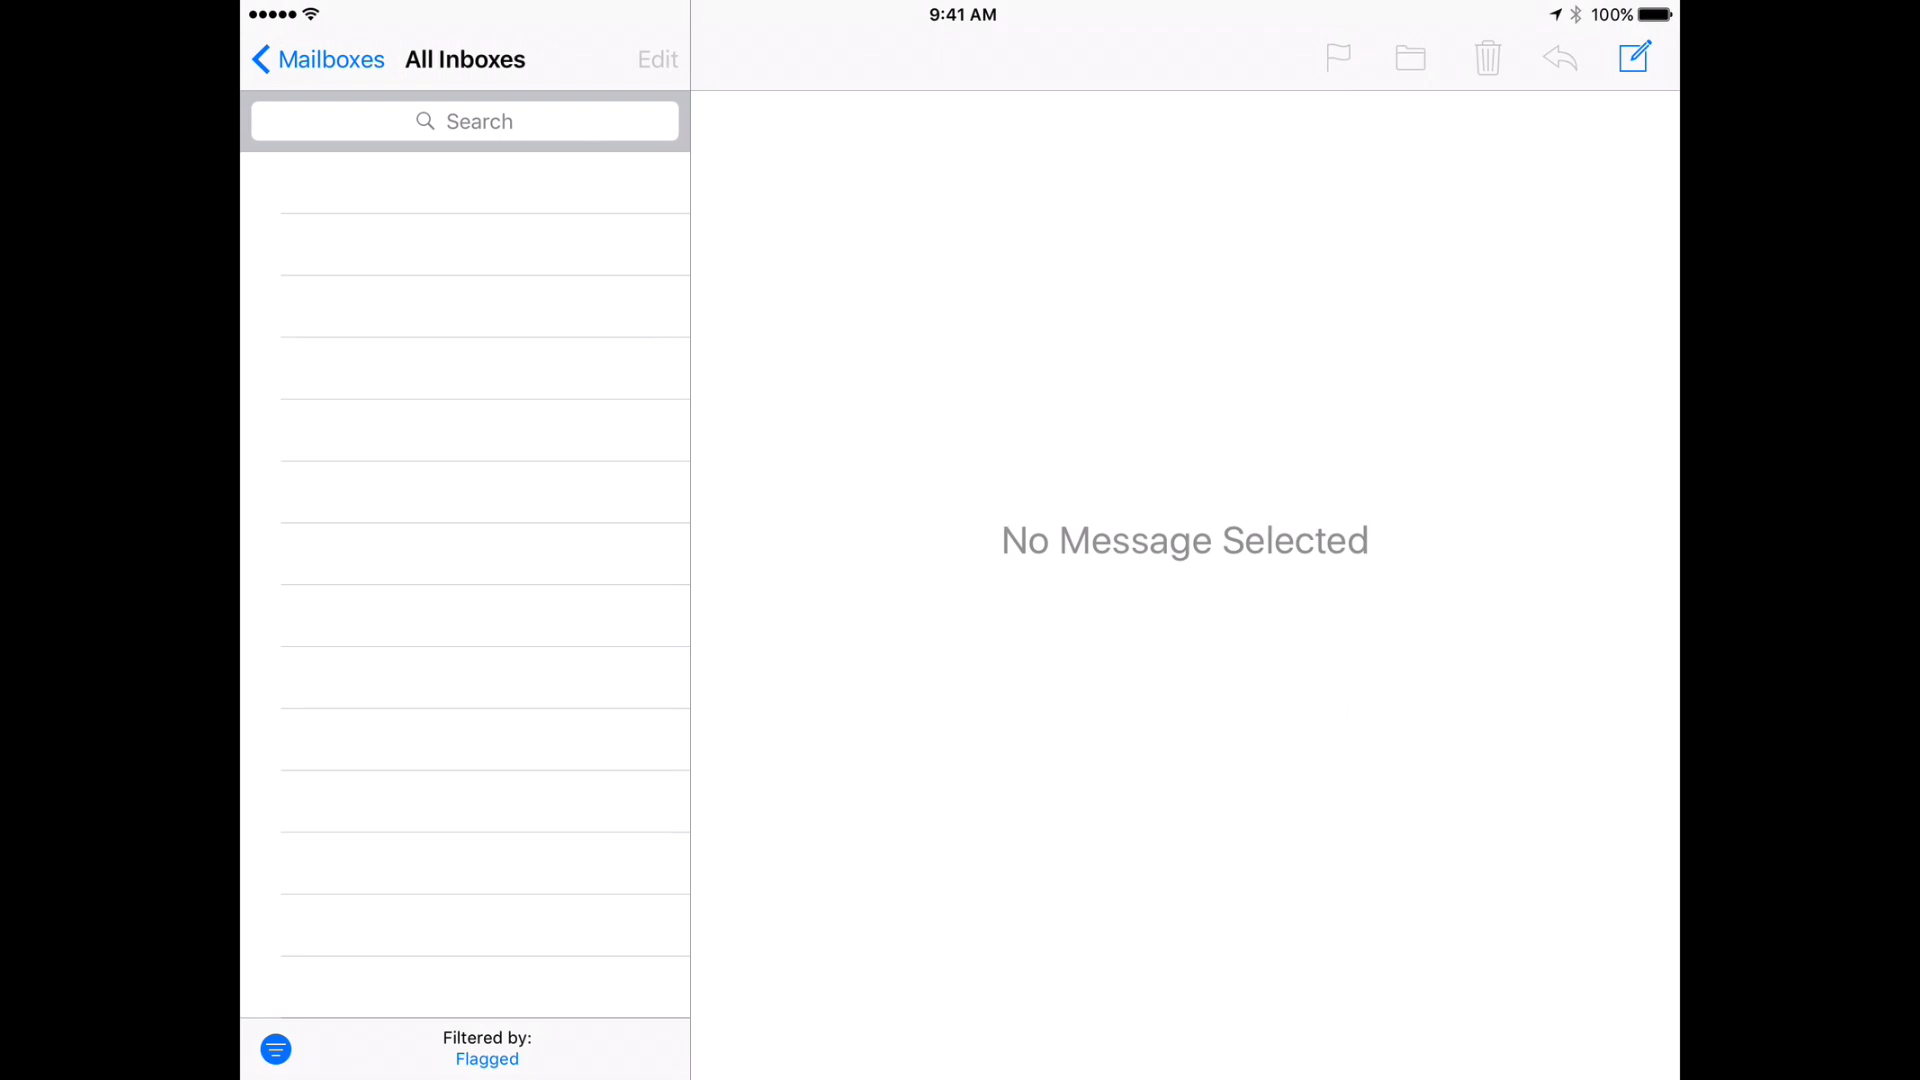 9:41 AM
100%
Mailboxes
All Inboxes
Edit
Search
No Message Selected
Filtered by:
Flagged